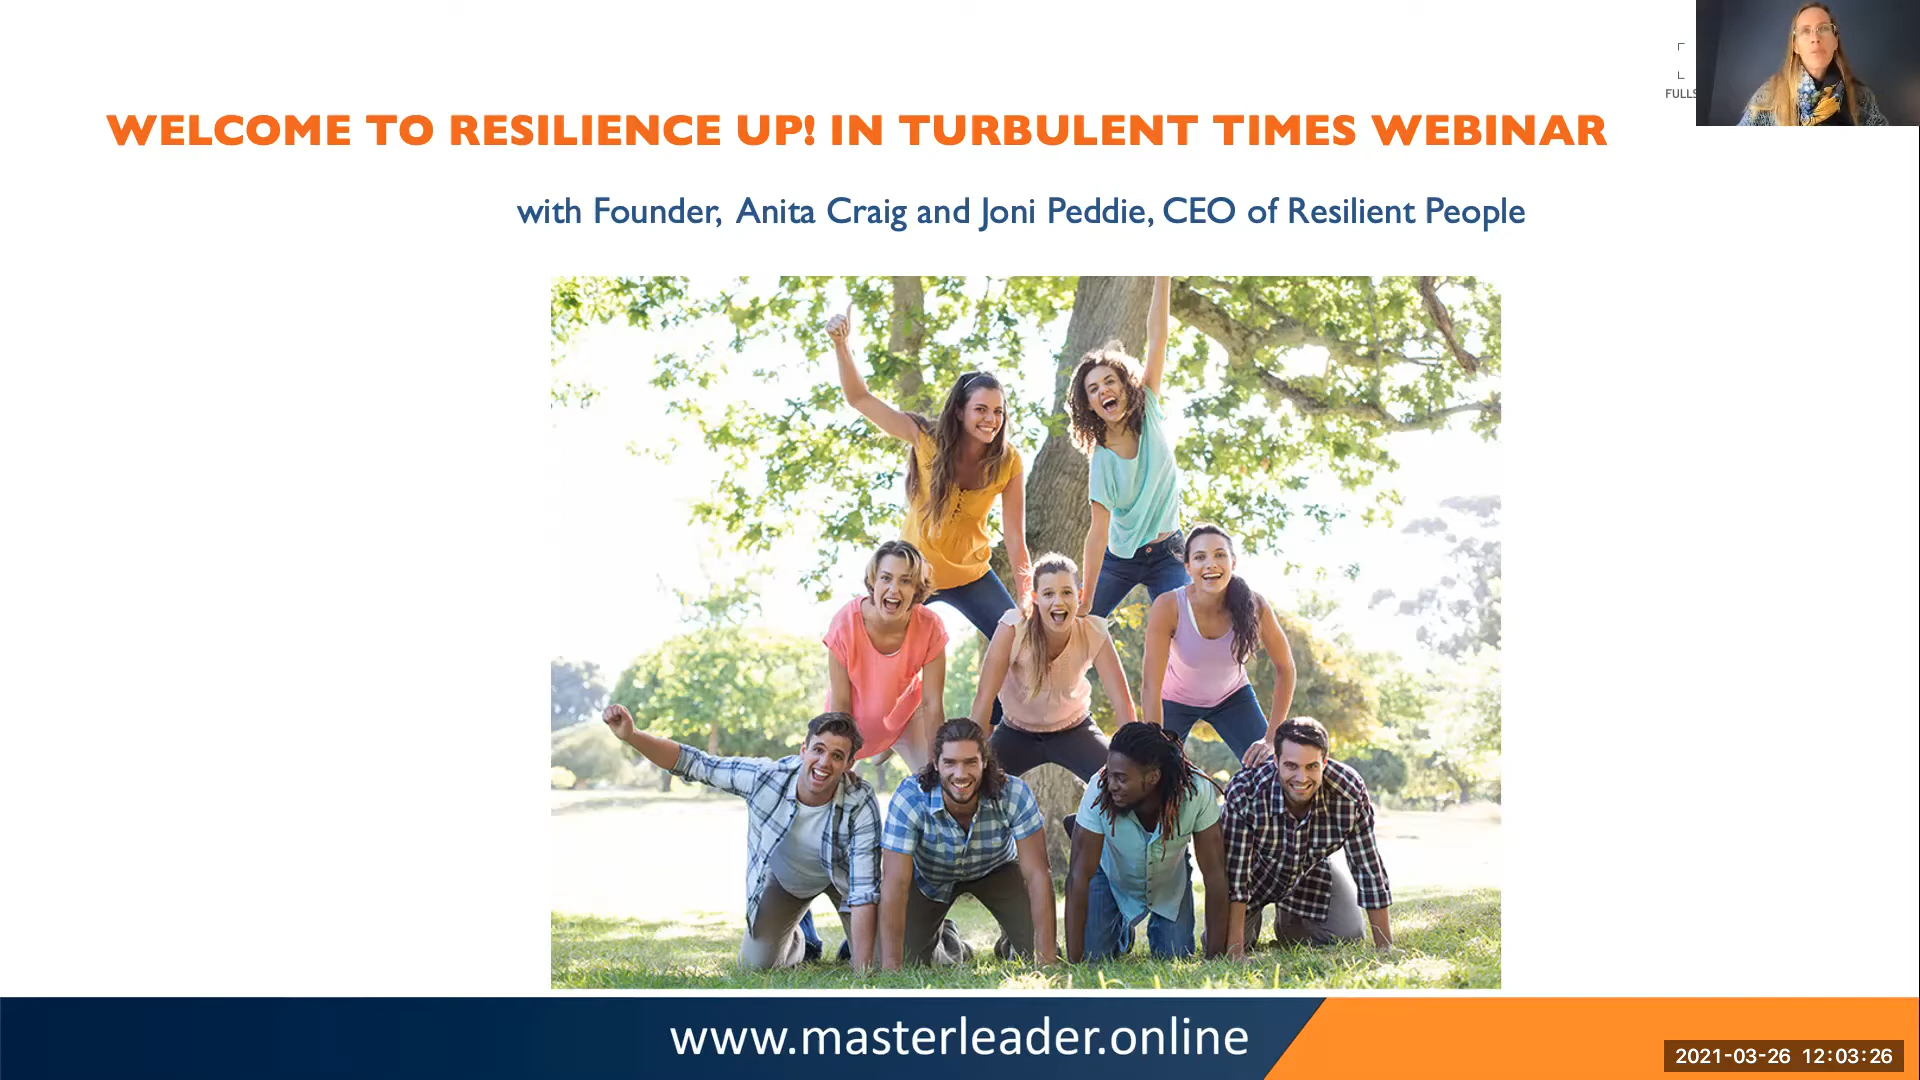 FULLS
WELCOME TO RESILIENCE UP! IN TURBULENT TIMES WEBINAR
with Founder, Anita Craig and Joni Peddie, CEO of Resilient People
www.masterleader.online
2021-03-26 12:03:26